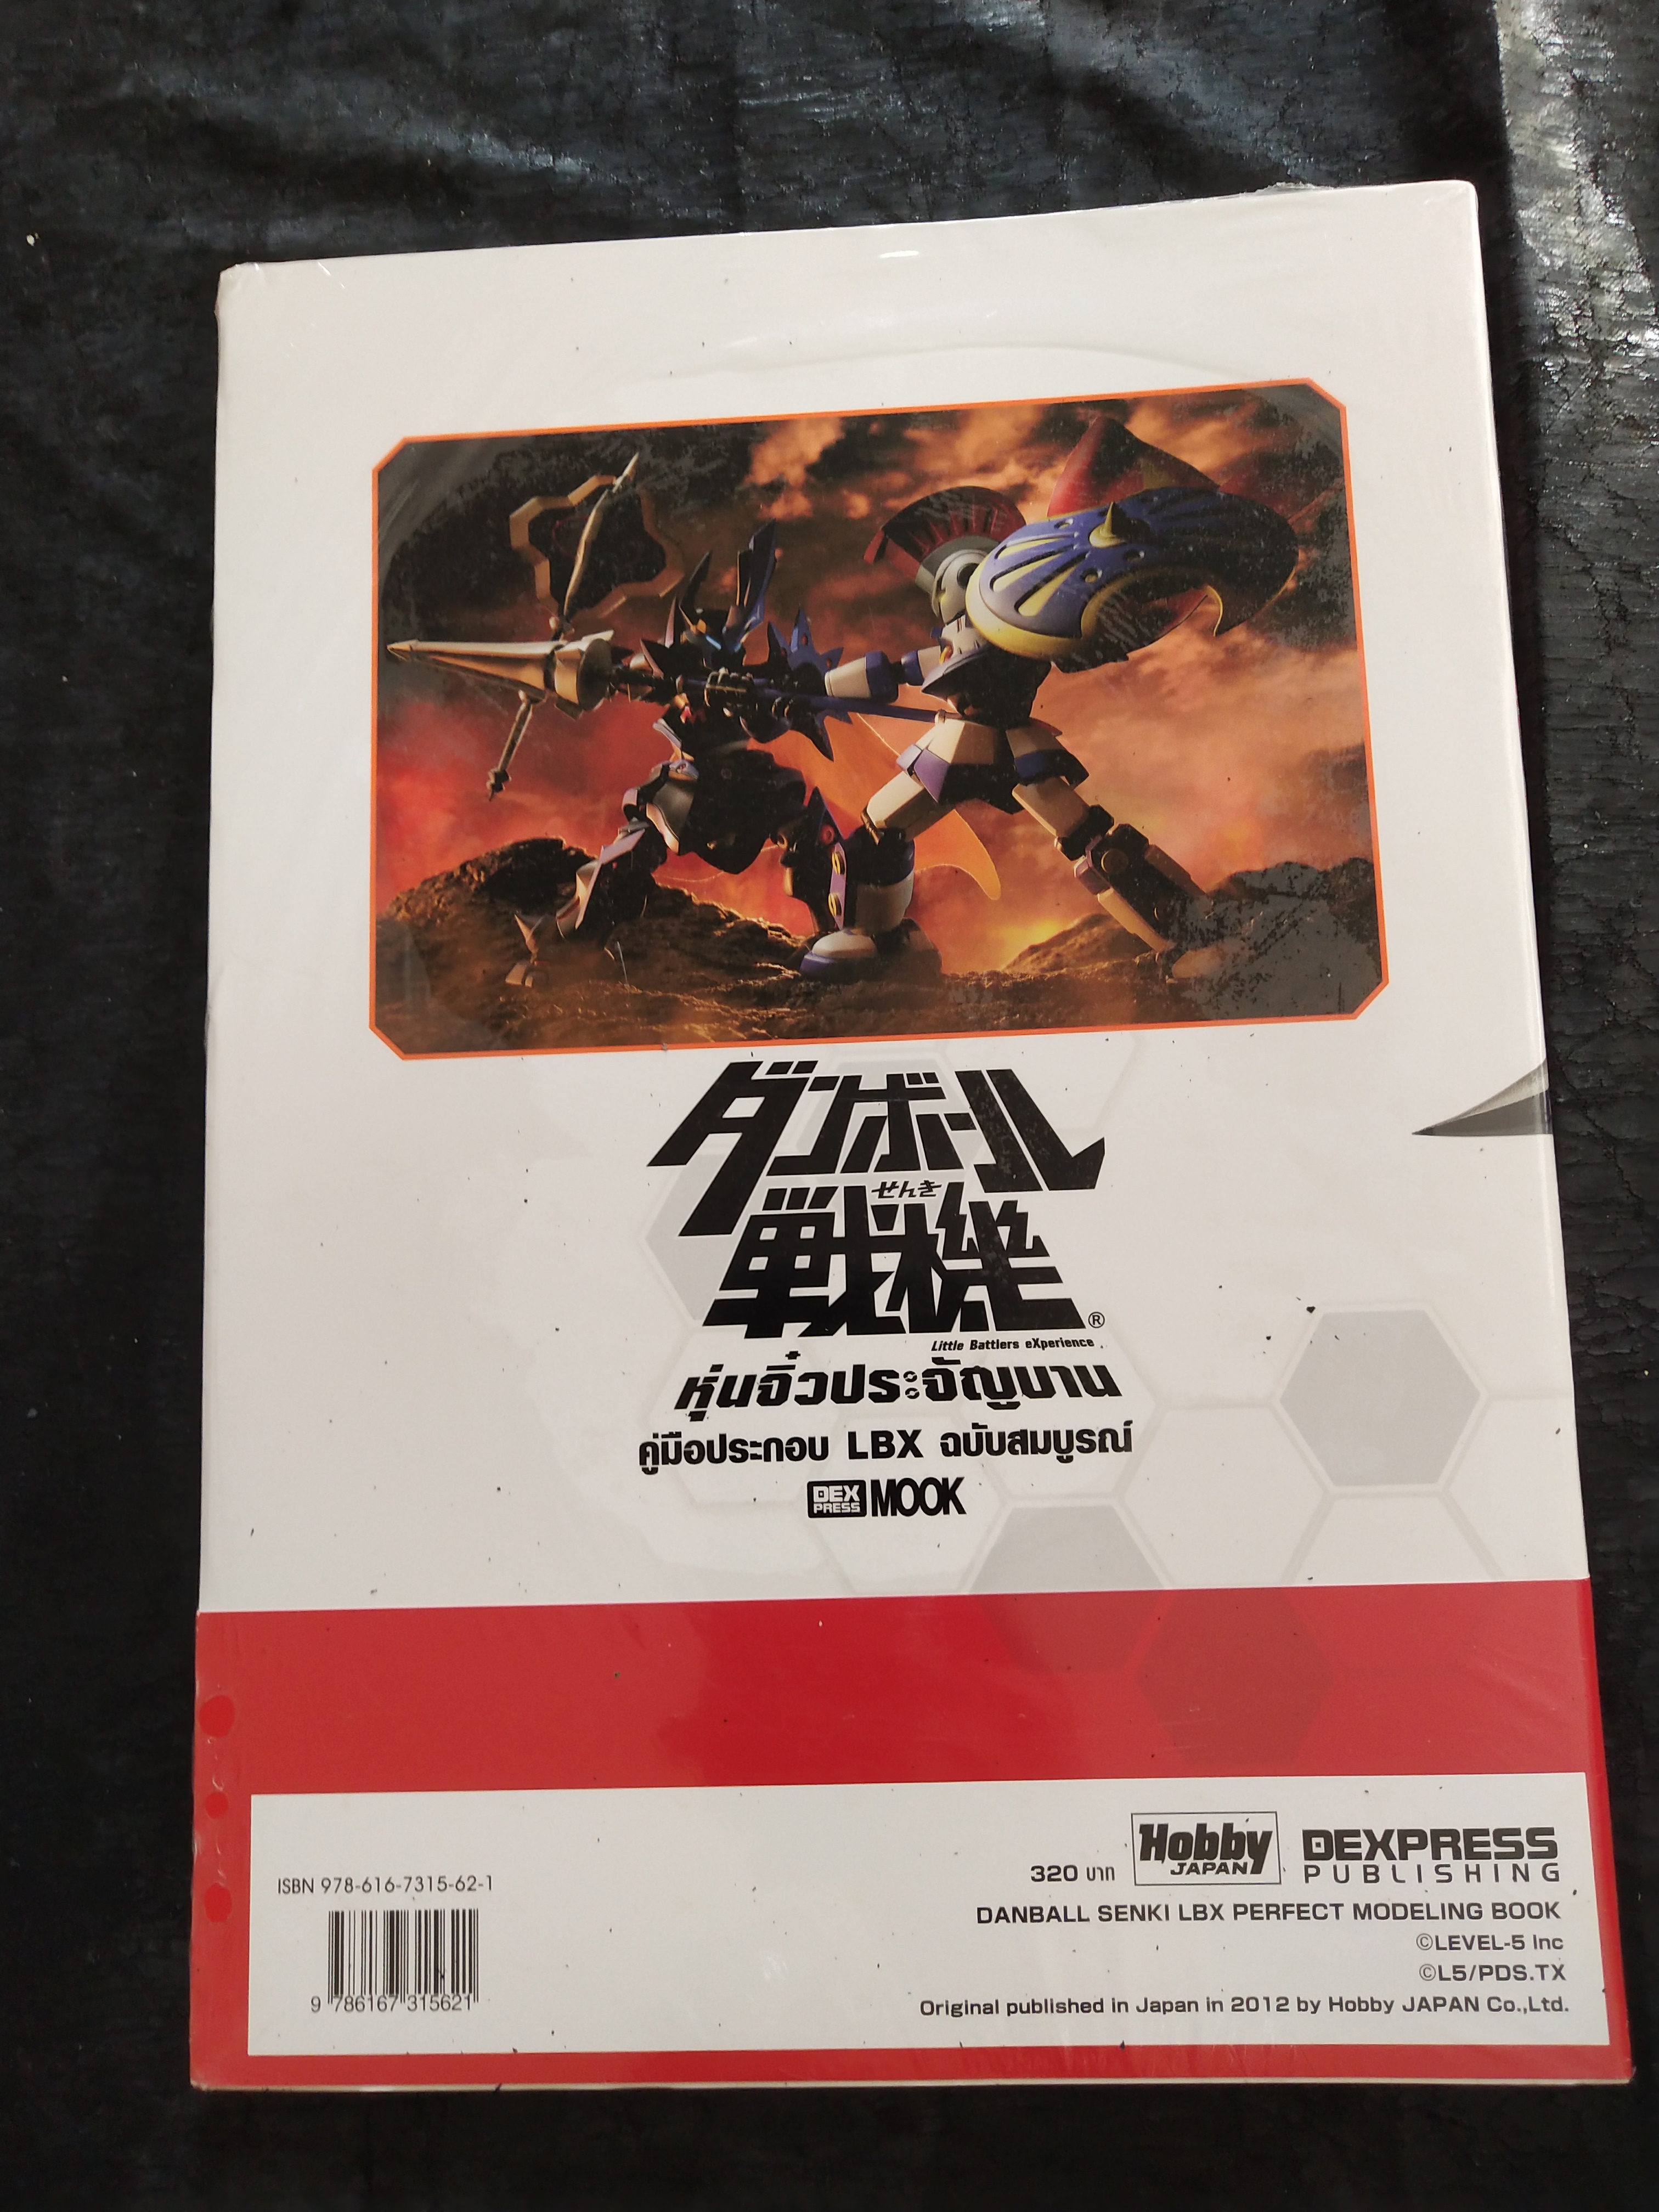 ダンボール
せんき
戦機®
Little Battlers eXperience
หุ่นจิ๋วประจัญบาน
คู่มือประกอบ LBX ฉบับสมบูรณ์
DEX PRESS MOOK
ISBN 978-616-7315-62-1
9 786167 315621
320 บาท
Hobby JAPAN
DEXPRESS
PUBLISHING
DANBALL SENKI LBX PERFECT MODELING BOOK
©LEVEL-5 Inc
©L5/PDS.TX
Original published in Japan in 2012 by Hobby JAPAN Co.,Ltd.